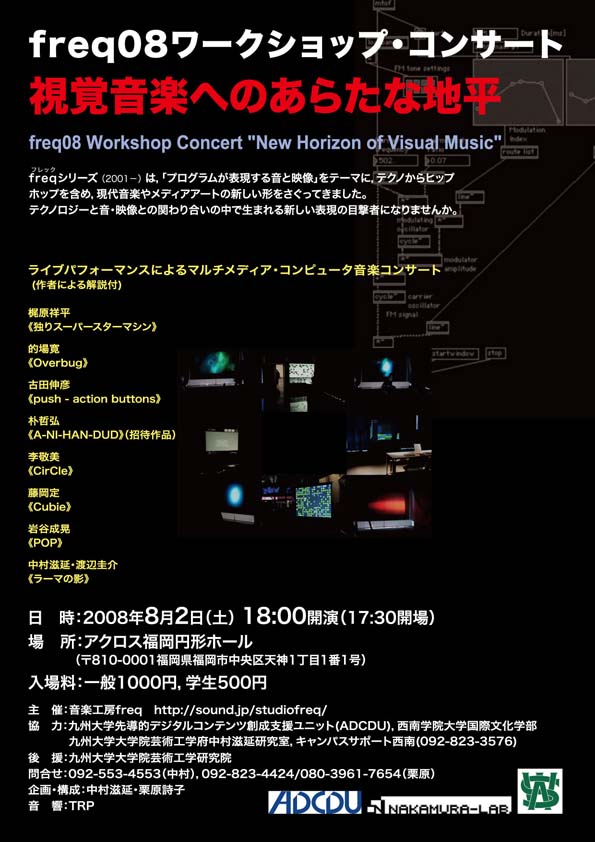 freq08ワークショップ・コンサート
視覚音楽へのあらたな地平
freq08 Workshop Concert "New Horizon of Visual Music"
フレック
freqシリーズ (2001−) は、「プログラムが表現する音と映像」をテーマに、テクノからヒップ
ホップを含め、現代音楽やメディアアートの新しい形をさぐってきました。
テクノロジーと音・映像との関わり合いの中で生まれる新しい表現の目撃者になりませんか。
ライブパフォーマンスによるマルチメディア・コンピュータ音楽コンサート
(作者による解説付)
梶原祥平
《独りスーパースターマシン》
的場寛
《Overbug》
古田伸彦
《push - action buttons》
朴哲弘
《A-NI-HAN-DUD》(招待作品)
李敬美
《CirCle》
藤岡定
《Cubie》
岩谷成晃
《POP》
中村滋延・渡辺圭介
《ラーマの影》
日　時：2008年8月2日(土) 18:00開演(17:30開場)
場　所：アクロス福岡円形ホール
(〒810-0001福岡県福岡市中央区天神1丁目1番1号)
入場料：一般1000円, 学生500円
主　催：音楽工房freq　http://sound.jp/studiofreq/
協　力：九州大学先導的デジタルコンテンツ創成支援ユニット(ADCDU), 西南学院大学国際文化学部
九州大学大学院芸術工学府中村滋延研究室, キャンパスサポート西南(092-823-3576)
後　援：九州大学大学院芸術工学研究院
問合せ：092-553-4553(中村), 092-823-4424/080-3961-7654(栗原)
企画・構成：中村滋延・栗原詩子
音　響：TRP
ADCDU
NAKAMURA-LAB
mtof
Duration[ms]
FM tone settings
Modulation
Index
route list
502.
0.07
line~
modulating
oscillator
cycle~
modulator
amplitude
cycle~
carrier
oscillator
FM signal
line~
startwindow
stop